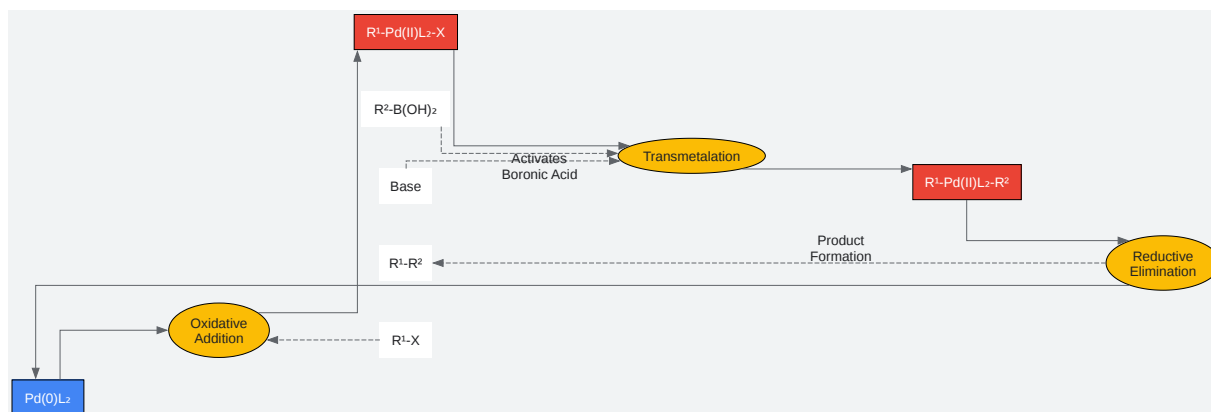 R¹-Pd(II)L₂-X
R²-B(OH)₂
Activates
Boronic Acid
Transmetalation
Base
R¹-Pd(II)L₂-R²
Product
Formation
R¹-R²
Reductive
Elimination
Oxidative
Addition
R¹-X
Pd(0)L₂